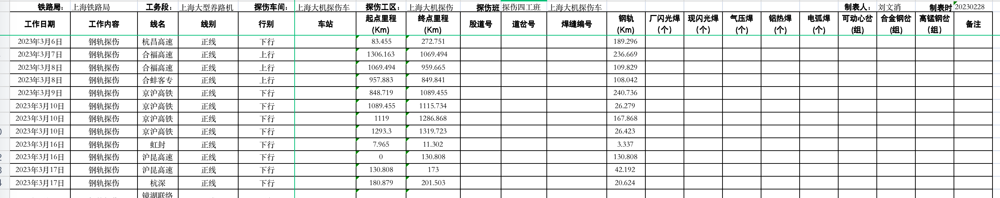 铁路局： 上海铁路局 工务段： 上海大型养路机 探伤车间： 上海大机探伤车 探伤工区： 上海大机探伤 探伤班 探伤四工班 上海大机探伤车 制表人： 刘文消 制表时 20230228
工作日期 工作内容 线名 线别 行别 车站 起点里程(Km) 终点里程(Km) 股道号 道岔号 焊缝编号 钢轨(Km) 厂闪光焊(个) 现闪光焊(个) 气压焊(个) 铝热焊(个) 电弧焊(个) 可动心岔(组) 合金钢岔(组) 高锰钢岔(组) 备注
2023年3月6日 钢轨探伤 杭昌高速 正线 下行 83.455 272.751 189.296
2023年3月7日 钢轨探伤 合福高速 正线 上行 1306.163 1069.494 236.669
2023年3月8日 钢轨探伤 合福高速 正线 上行 1069.494 959.665 109.829
2023年3月8日 钢轨探伤 合蚌客专 正线 上行 957.883 849.841 108.042
2023年3月9日 钢轨探伤 京沪高铁 正线 下行 848.719 1089.455 240.736
2023年3月10日 钢轨探伤 京沪高铁 正线 下行 1089.455 1115.734 26.279
2023年3月10日 钢轨探伤 京沪高铁 正线 下行 1119 1286.868 167.868
2023年3月10日 钢轨探伤 京沪高铁 正线 下行 1293.3 1319.723 26.423
2023年3月16日 钢轨探伤 虹封 正线 下行 7.965 11.302 3.337
2023年3月16日 钢轨探伤 沪昆高速 正线 下行 0 130.808 130.808
2023年3月17日 钢轨探伤 沪昆高速 正线 下行 130.808 173 42.192
2023年3月17日 钢轨探伤 杭深 正线 下行 180.879 201.503 20.624
镜湖联络